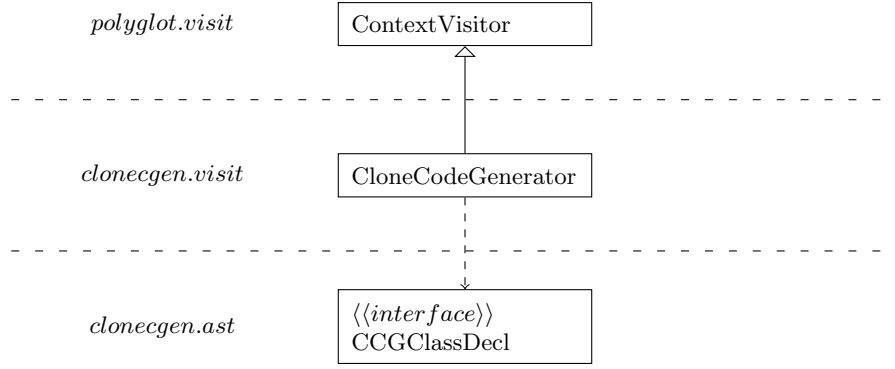 polyglot.visit
ContextVisitor
clonecgen.visit
CloneCodeGenerator
clonecgen.ast
⟨⟨interface⟩⟩
CCGClassDecl